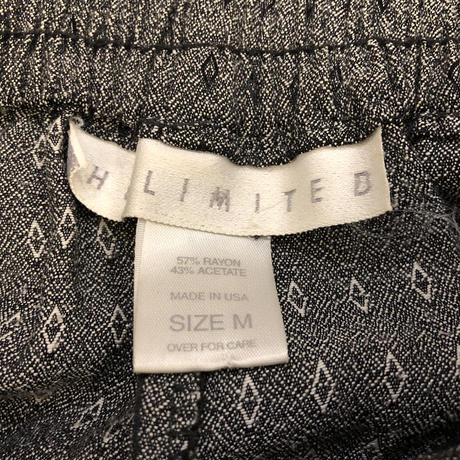 H LIMITED
57% RAYON
43% ACETATE
MADE IN USA
SIZE M
OVER FOR CARE